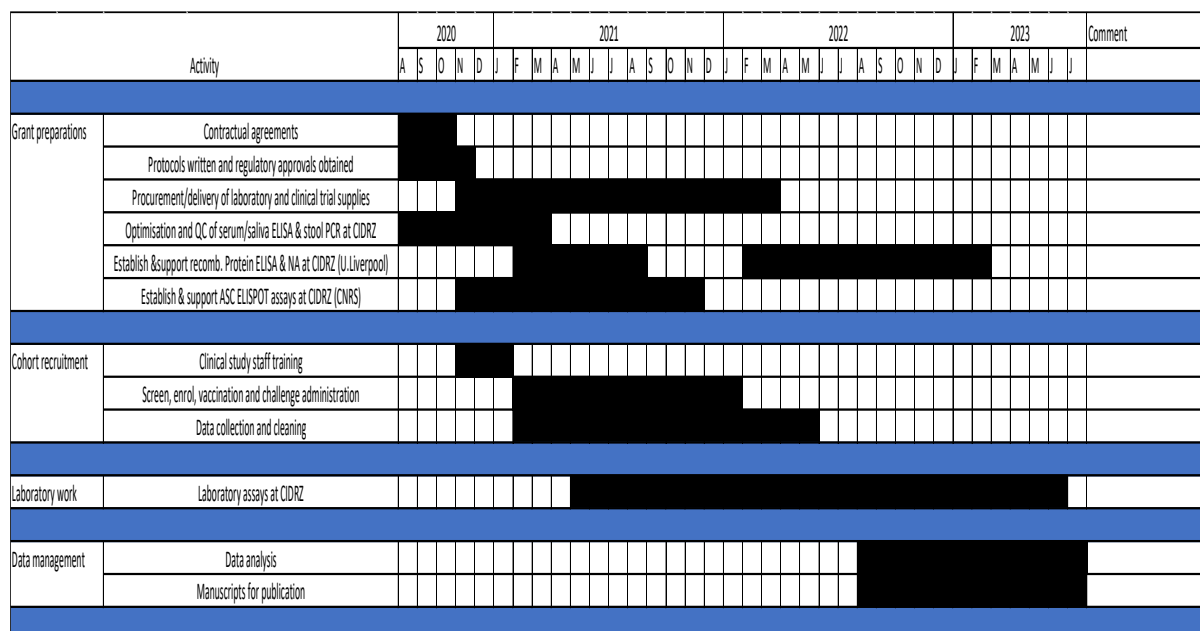 2020 2021 2022 2023 Comment
Activity A S O N D J F M A M J J A S O N D J F M A M J J A S O N D J F M A M J J
Grant preparations Contractual agreements
Protocols written and regulatory approvals obtained
Procurement/delivery of laboratory and clinical trial supplies
Optimisation and QC of serum/saliva ELISA & stool PCR at CIDRZ
Establish &support recomb. Protein ELISA & NA at CIDRZ (U.Liverpool)
Establish & support ASC ELISPOT assays at CIDRZ (CNRS)
Cohort recruitment Clinical study staff training
Screen, enrol, vaccination and challenge administration
Data collection and cleaning
Laboratory work Laboratory assays at CIDRZ
Data management Data analysis
Manuscripts for publication